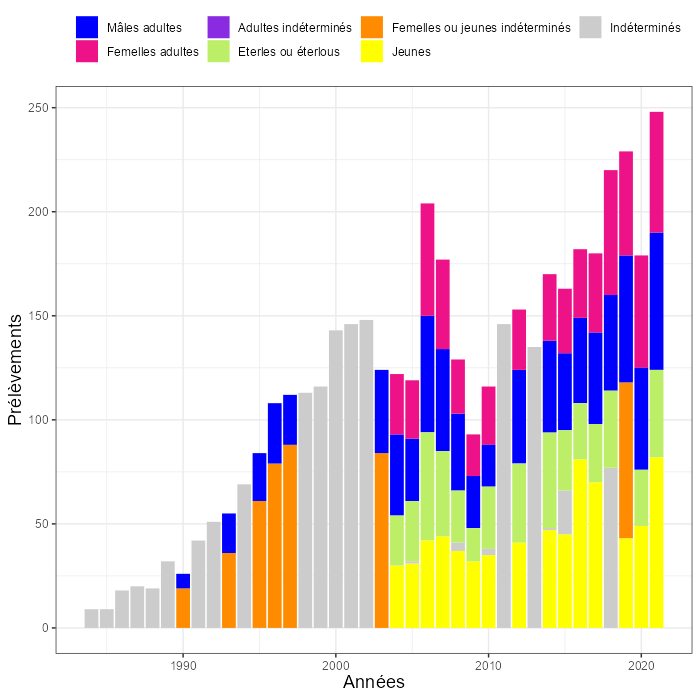 Mâles adultes Adultes indéterminés Femelles ou jeunes indéterminés Indéterminés
Femelles adultes Eterles ou éterlous Jeunes
250
200
150
100
50
0
Prélèvements
1990 2000 2010 2020
Années